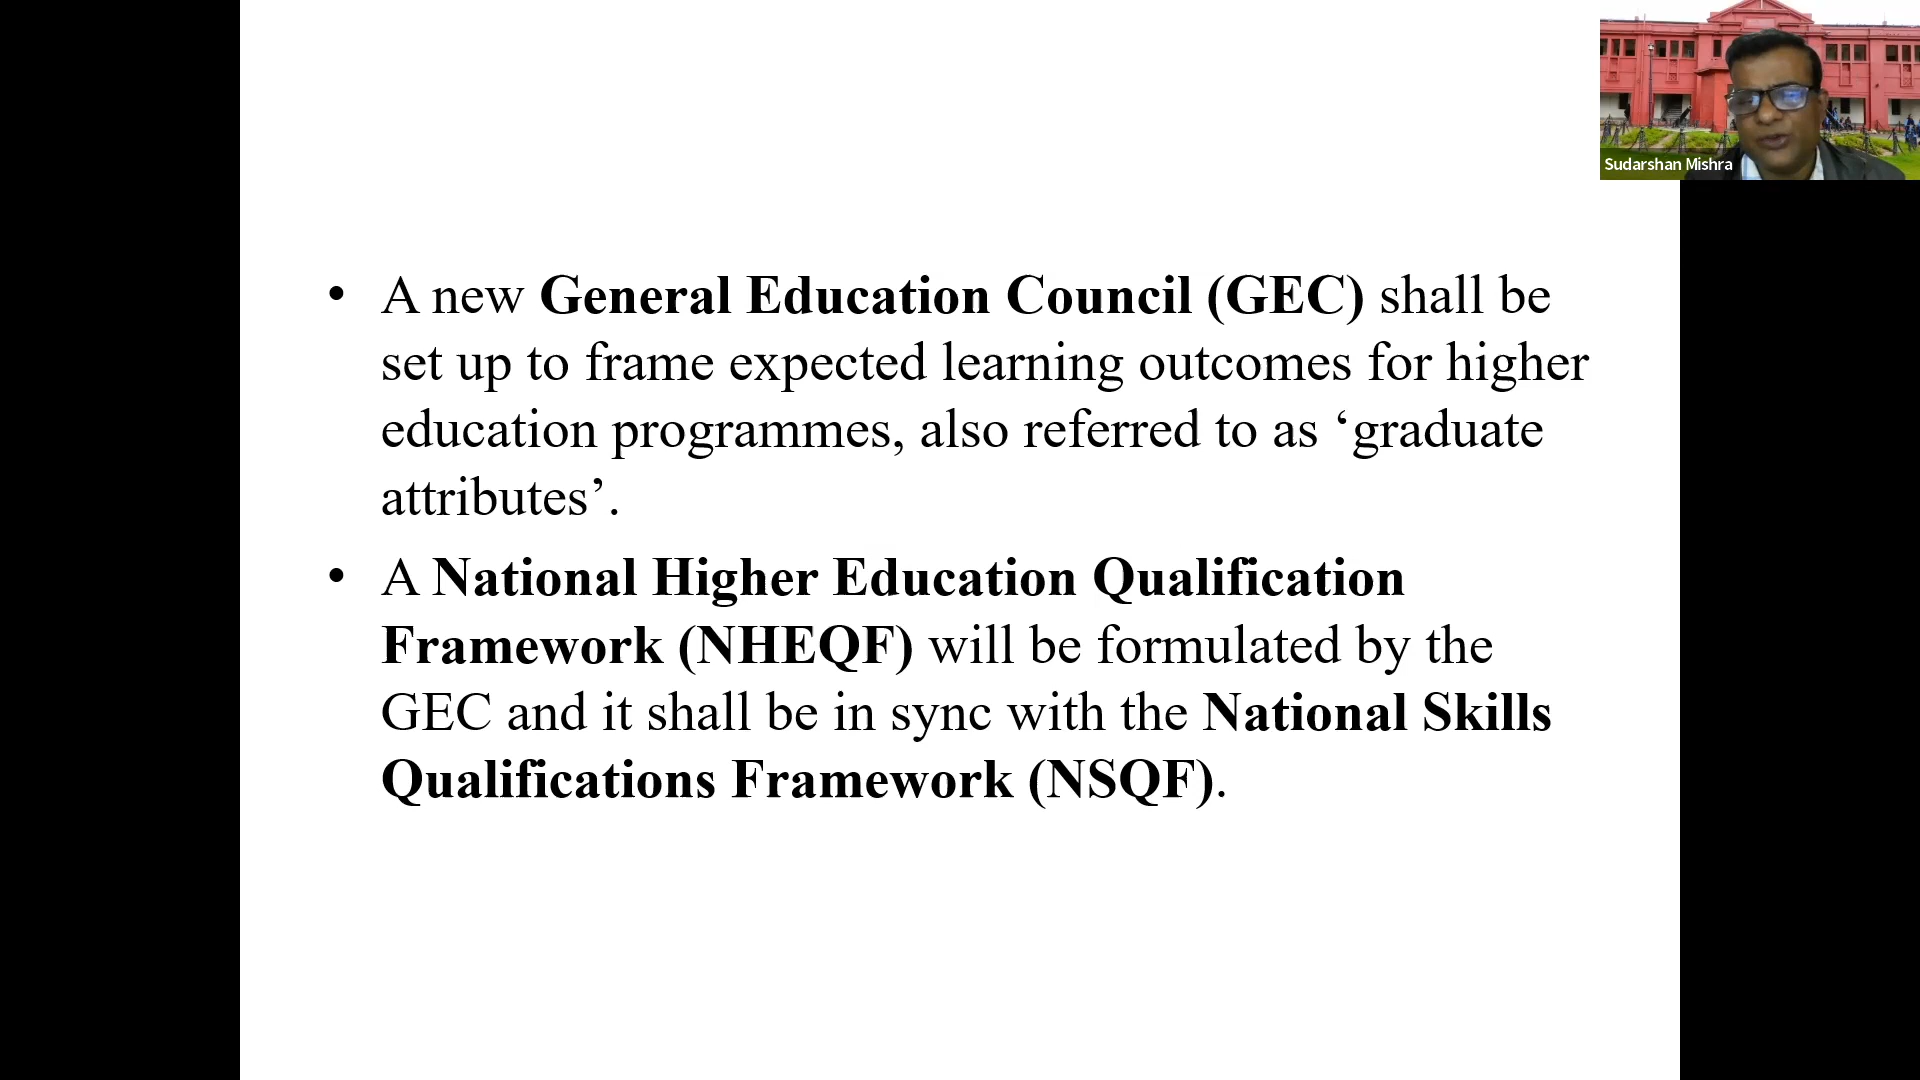 Sudarshan Mishra
• A new General Education Council (GEC) shall be
set up to frame expected learning outcomes for higher
education programmes, also referred to as ‘graduate
attributes’.
• A National Higher Education Qualification
Framework (NHEQF) will be formulated by the
GEC and it shall be in sync with the National Skills
Qualifications Framework (NSQF).